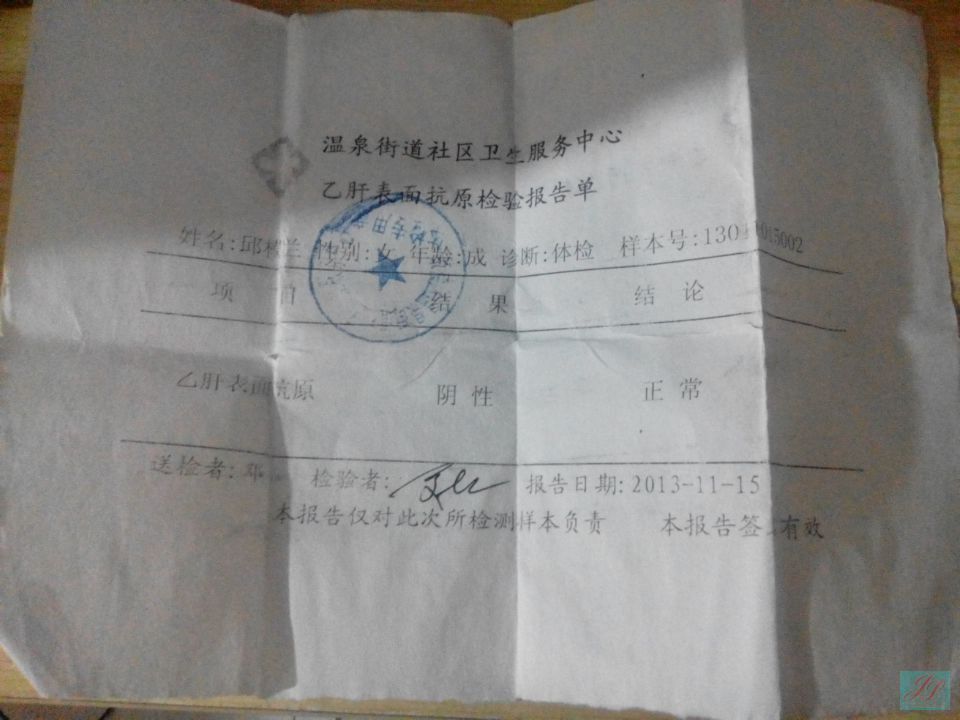 温泉街道社区卫生服务中心
乙肝表面抗原检验报告单
姓名:邱 兰 性别:女 年龄:成 诊断:体检 样本号:130 015002
项 目 结 果 结 论
乙肝表面抗原 阴 性 正 常
送检者:邓 检验者: 报告日期:2013-11-15
本报告仅对此次所检测样本负责 本报告签 有效